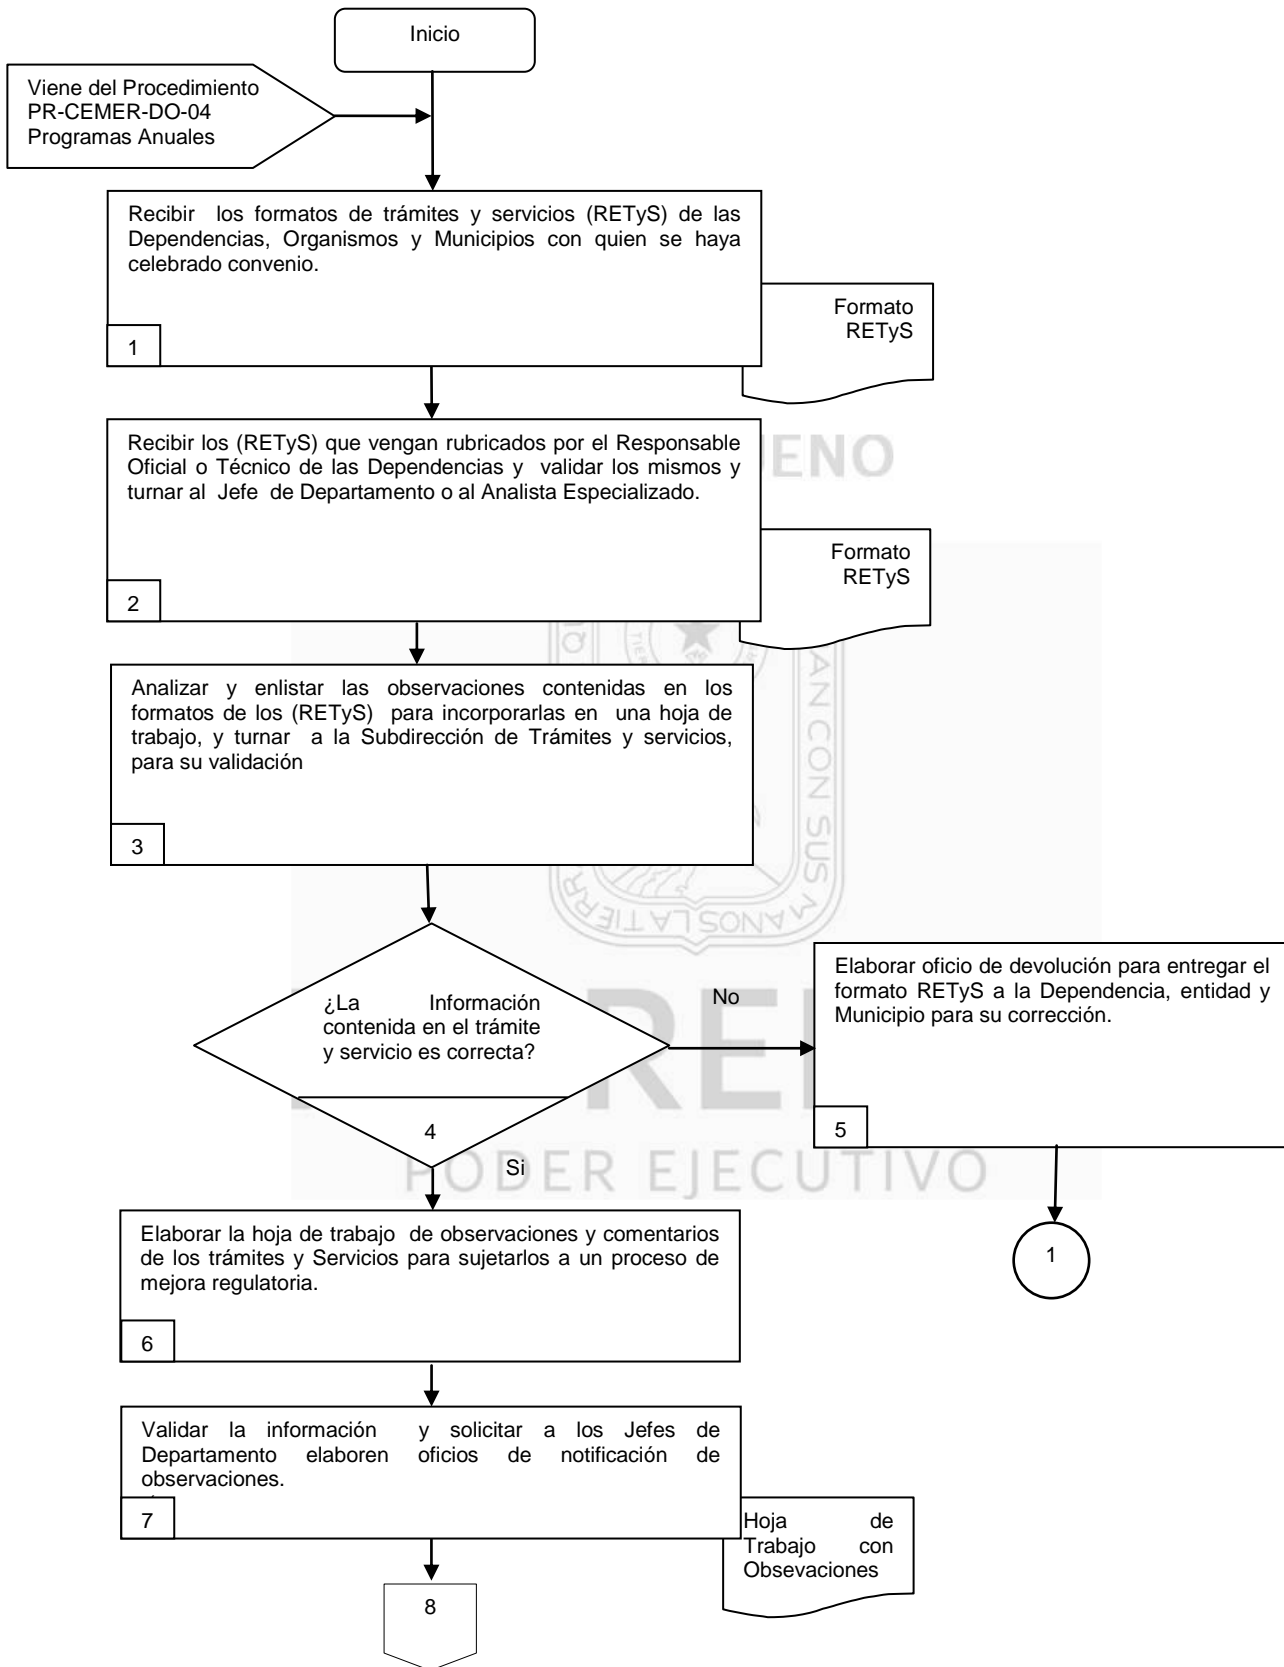 Inicio
Viene del Procedimiento
PR-CEMER-DO-04
Programas Anuales
Recibir los formatos de trámites y servicios (RETyS) de las
Dependencias, Organismos y Municipios con quien se haya
celebrado convenio.
1
Formato
RETyS
Recibir los (RETyS) que vengan rubricados por el Responsable
Oficial o Técnico de las Dependencias y validar los mismos y
turnar al Jefe de Departamento o al Analista Especializado.
2
Formato
RETyS
Analizar y enlistar las observaciones contenidas en los
formatos de los (RETyS) para incorporarlas en una hoja de
trabajo, y turnar a la Subdirección de Trámites y servicios,
para su validación
3
¿La Información
contenida en el trámite
y servicio es correcta?
4
No
Si
Elaborar oficio de devolución para entregar el
formato RETyS a la Dependencia, entidad y
Municipio para su corrección.
5
1
Elaborar la hoja de trabajo de observaciones y comentarios
de los trámites y Servicios para sujetarlos a un proceso de
mejora regulatoria.
6
Validar la información y solicitar a los Jefes de
Departamento elaboren oficios de notificación de
observaciones.
7
Hoja de
Trabajo con
Obsevaciones
8
PODER EJECUTIVO
AN CON SUS
MANOS LA TIERR